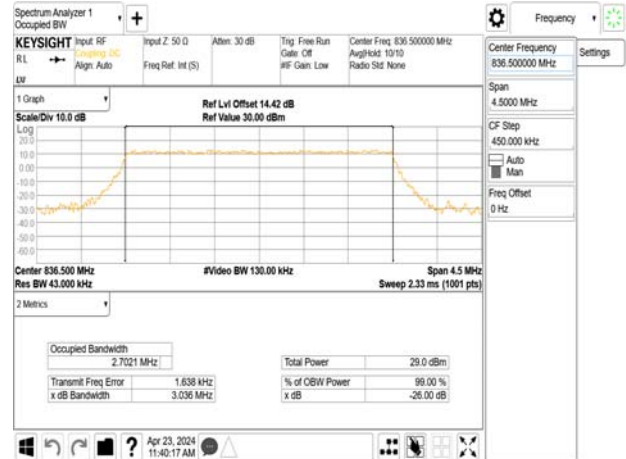 Spectrum Analyzer 1
Occupied BW
Frequency
KEYSIGHT
Input: RF
Coupling: DC
Align: Auto
Input Z: 50 Ω
Freq Ref: Int (S)
Atten: 30 dB
Trig: Free Run
Gate: Off
#IF Gain: Low
Center Freq: 836.500000 MHz
Avg|Hold: 10/10
Radio Std: None
RL
Center Frequency
836.500000 MHz
Settings
Span
4.5000 MHz
CF Step
450.000 kHz
Auto
Man
Freq Offset
0 Hz
1 Graph
Scale/Div 10.0 dB
Ref Lvl Offset 14.42 dB
Ref Value 30.00 dBm
Log
20.0
10.0
0.00
-10.0
-20.0
-30.0
-40.0
-50.0
-60.0
Center 836.500 MHz
#Video BW 130.00 kHz
Span 4.5 MHz
Res BW 43.000 kHz
Sweep 2.33 ms (1001 pts)
2 Metrics
Occupied Bandwidth
2.7021 MHz
Total Power 29.0 dBm
Transmit Freq Error 1.638 kHz
% of OBW Power 99.00 %
x dB Bandwidth 3.036 MHz
x dB -26.00 dB
?
Apr 23, 2024
11:40:17 AM